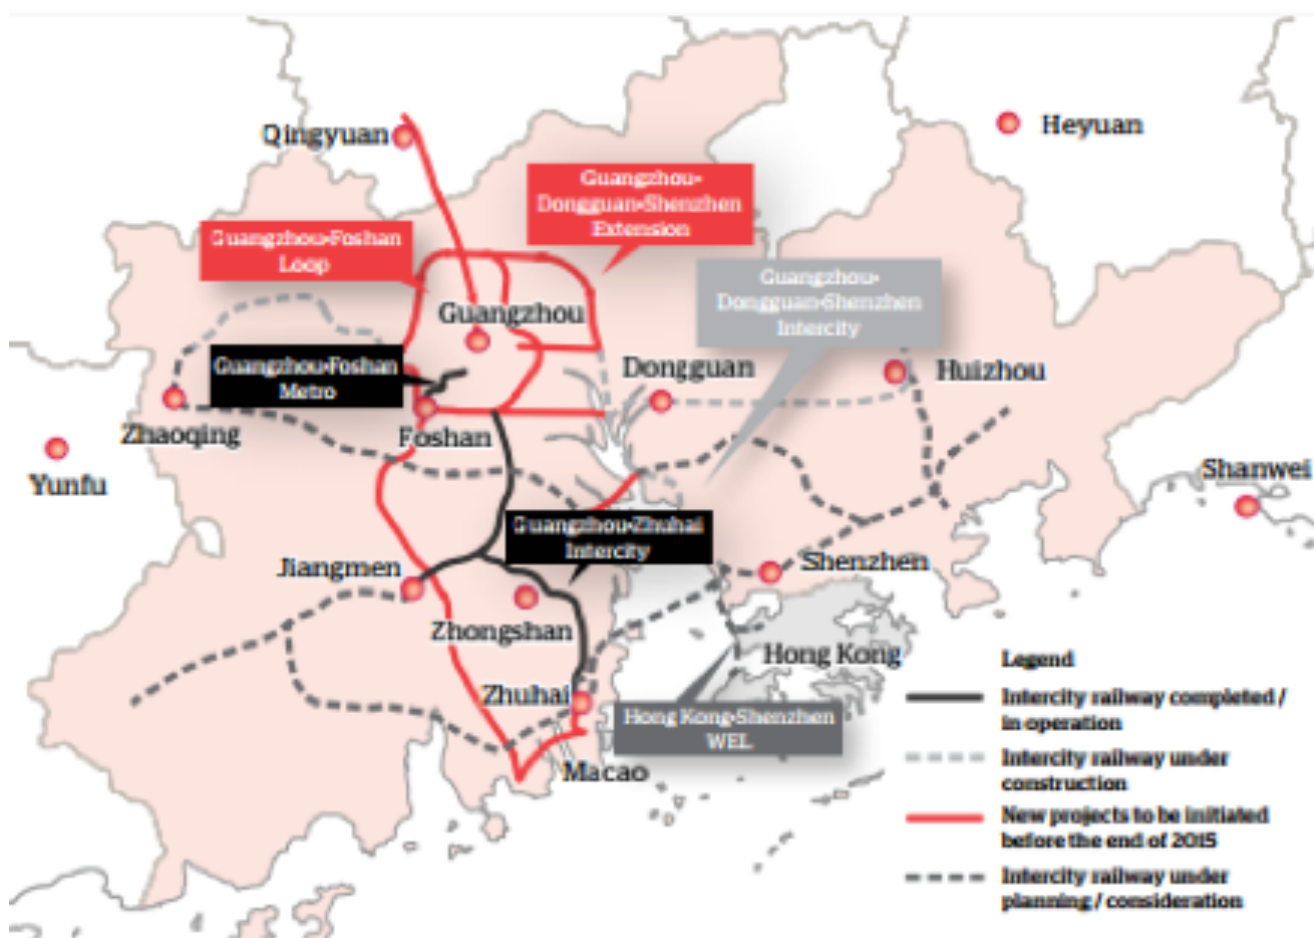 Qingyuan
Heyuan
Guangzhou-
Dongguan-Shenzhen
Extension
Guangzhou-Foshan
Loop
Guangzhou-
Dongguan-Shenzhen
Intercity
Guangzhou
Guangzhou-Foshan
Metro
Dongguan
Huizhou
Zhaoqing
Foshan
Yunfu
Shanwei
Guangzhou-Zhuhai
Intercity
Jiangmen
Shenzhen
Zhongshan
Hong Kong
Zhuhai
Hong Kong-Shenzhen
WEL
Macao
Legend
Intercity railway completed /
in operation
Intercity railway under
construction
New projects to be initiated
before the end of 2015
Intercity railway under
planning / consideration